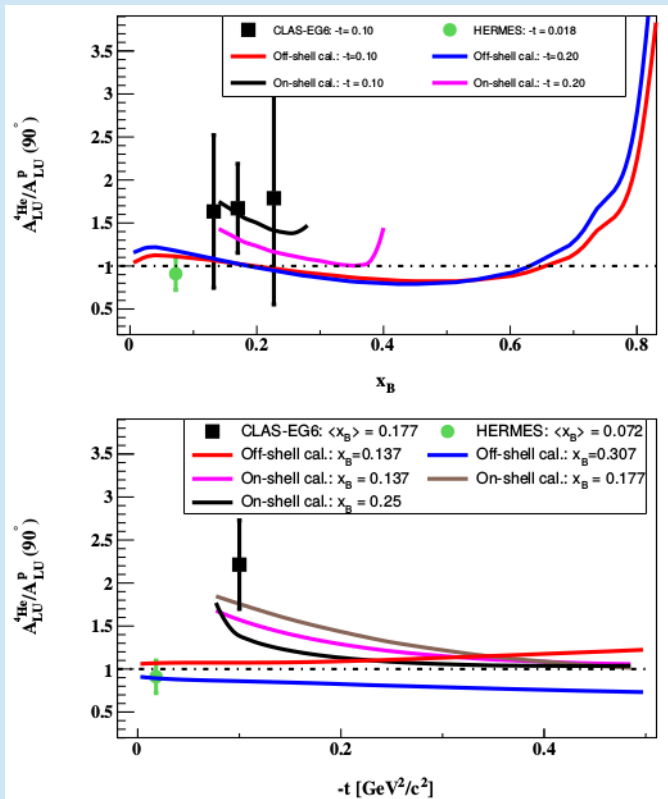 CLAS-EG6: -t = 0.10 HERMES: -t = 0.018
Off-shell cal.: -t=0.10 Off-shell cal.: -t=0.20
On-shell cal.: -t = 0.10 On-shell cal.: -t = 0.20
3.5
3
2.5
2
1.5
1
0.5
A_LU^4He/A_LU^p (90°)
0 0.2 0.4 0.6 0.8
x_B
CLAS-EG6: <x_B> = 0.177 HERMES: <x_B> = 0.072
Off-shell cal.: x_B=0.137 Off-shell cal.: x_B=0.307
On-shell cal.: x_B = 0.137 On-shell cal.: x_B = 0.177
On-shell cal.: x_B = 0.25
3.5
3
2.5
2
1.5
1
0.5
A_LU^4He/A_LU^p (90°)
0 0.2 0.4
-t [GeV²/c²]